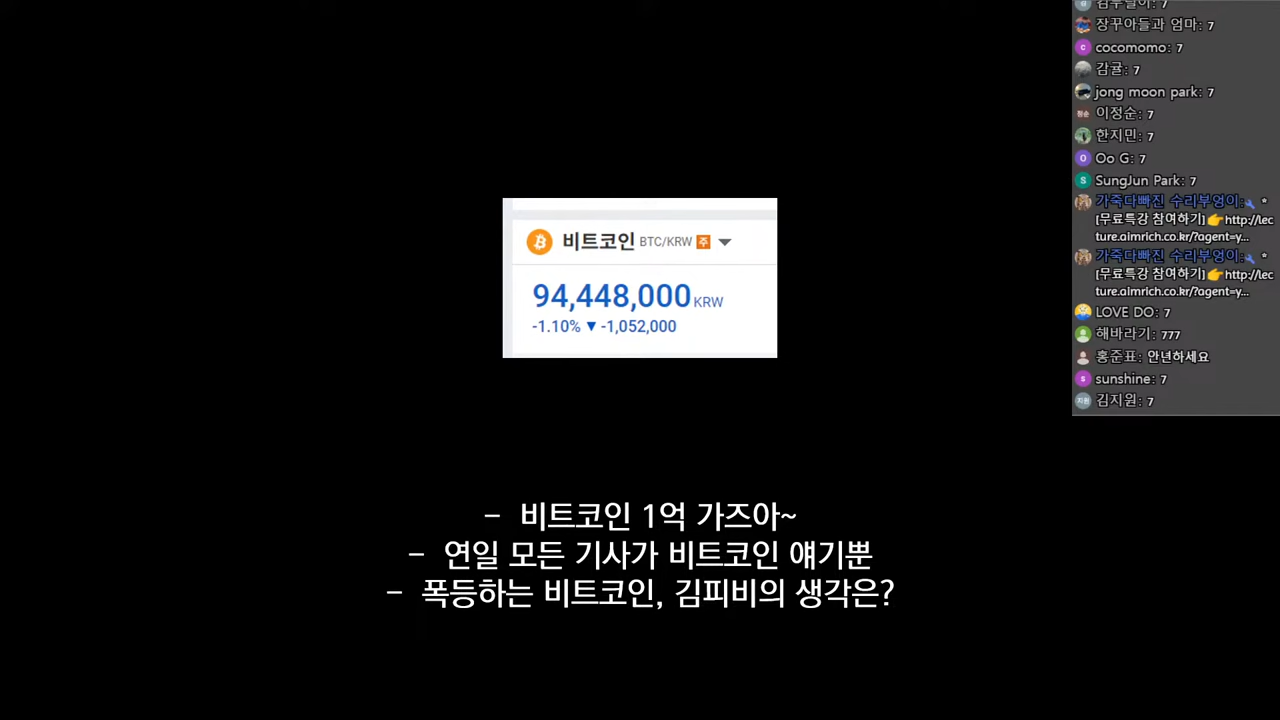 비트코인 BTC/KRW 주
94,448,000 KRW
-1.10% ▼ -1,052,000
- 비트코인 1억 가즈아~
- 연일 모든 기사가 비트코인 얘기뿐
- 폭등하는 비트코인, 김피비의 생각은?
장꾸아들과 엄마: 7
cocomomo: 7
감귤: 7
jong moon park: 7
이정순: 7
한지민: 7
Oo G: 7
SungJun Park: 7
가죽다빠진 수리부엉이: *
[무료특강 참여하기]👉http://lec
ture.aimrich.co.kr/?agent=y...
가죽다빠진 수리부엉이: *
[무료특강 참여하기]👉http://lec
ture.aimrich.co.kr/?agent=y...
LOVE DO: 7
해바라기: 777
홍준표: 안녕하세요
sunshine: 7
김지원: 7